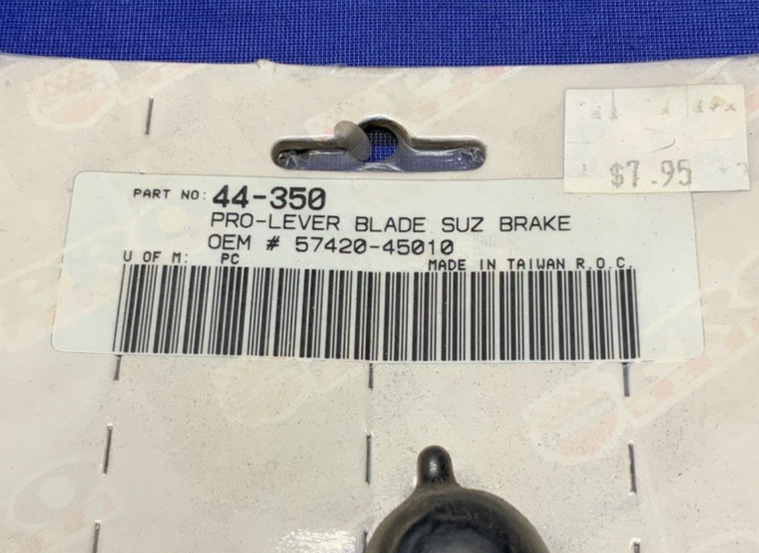 $7.95
PART NO: 44-350
PRO-LEVER BLADE SUZ BRAKE
OEM # 57420-45010
U OF M: PC MADE IN TAIWAN R.O.C.